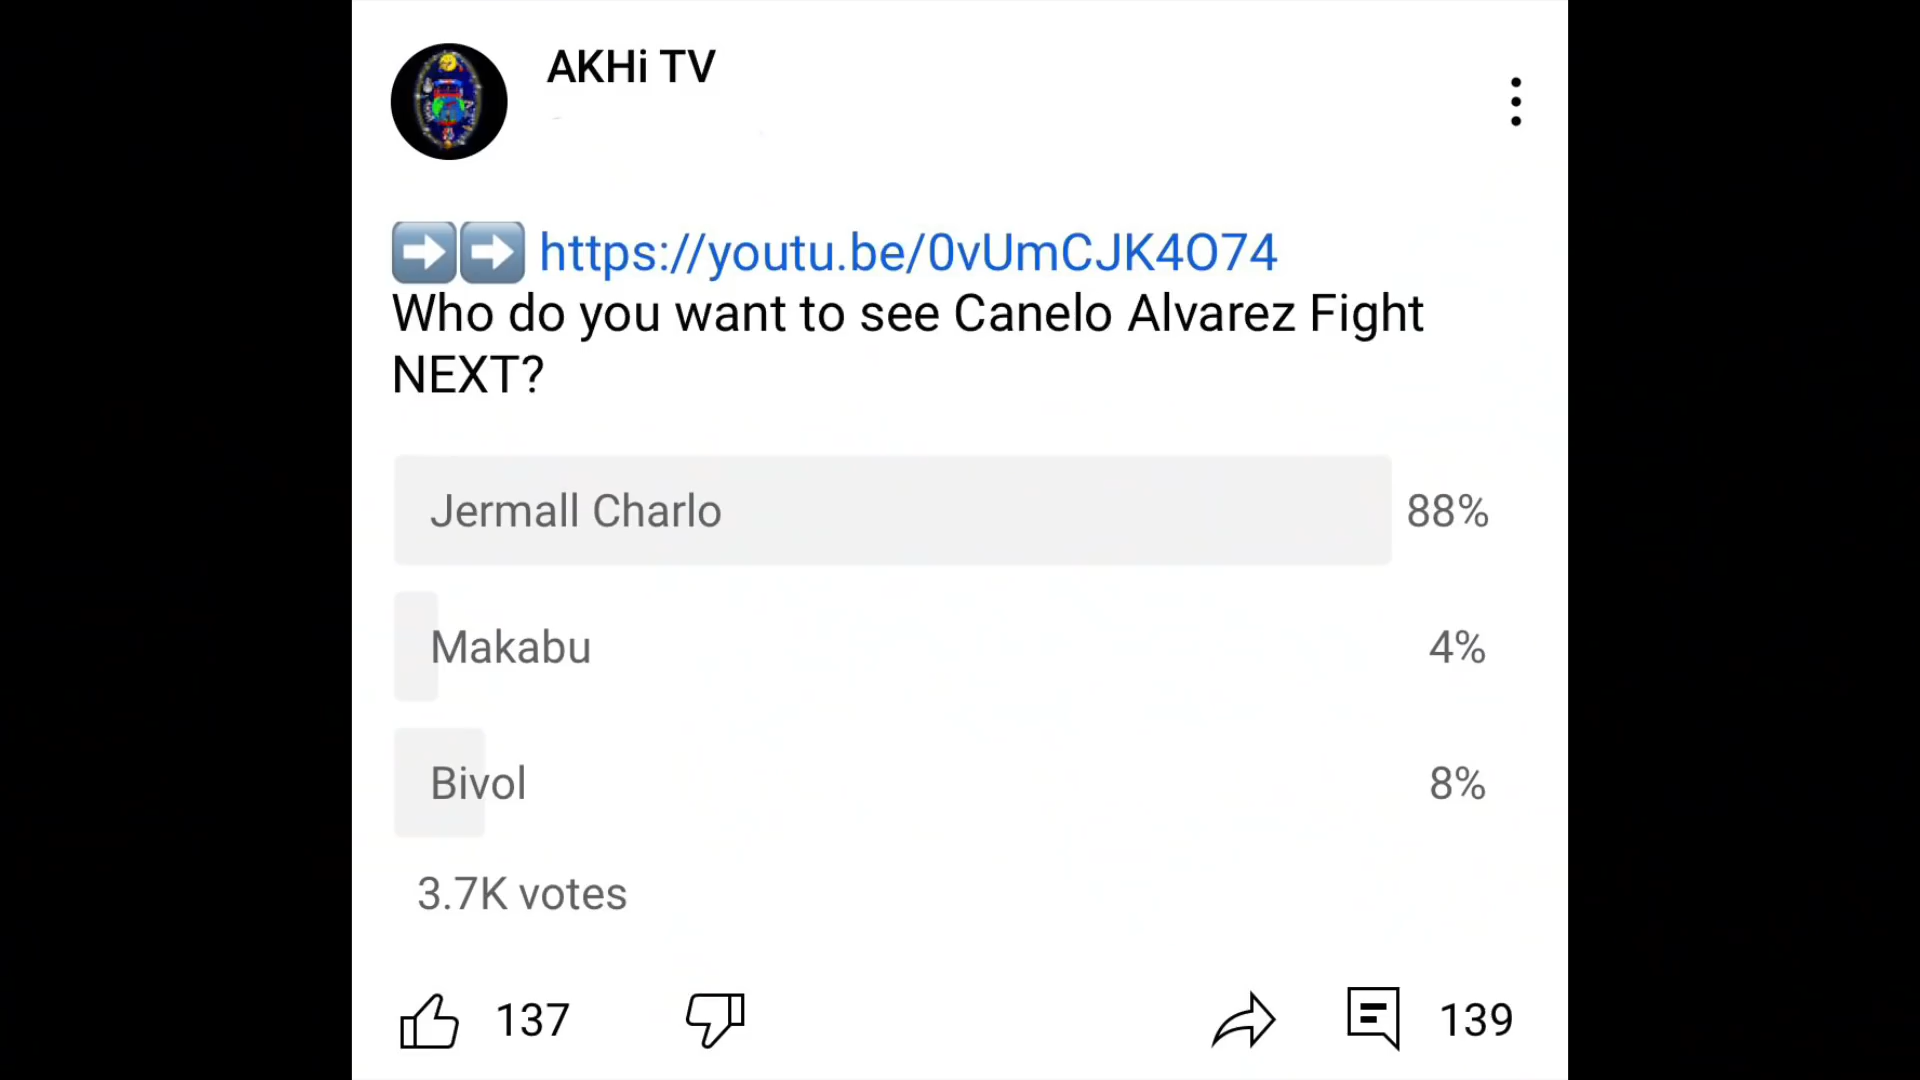 AKHi TV
➡️➡️ https://youtu.be/0vUmCJK4O74
Who do you want to see Canelo Alvarez Fight
NEXT?
Jermall Charlo 88%
Makabu 4%
Bivol 8%
3.7K votes
137 139